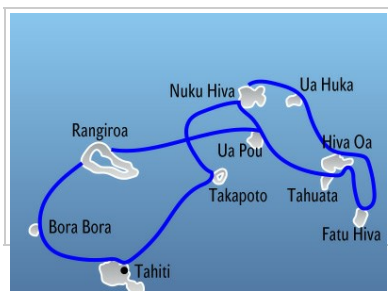 Nuku Hiva
Ua Huka
Rangiroa
Ua Pou
Hiva Oa
Takapoto
Tahuata
Bora Bora
Fatu Hiva
Tahiti